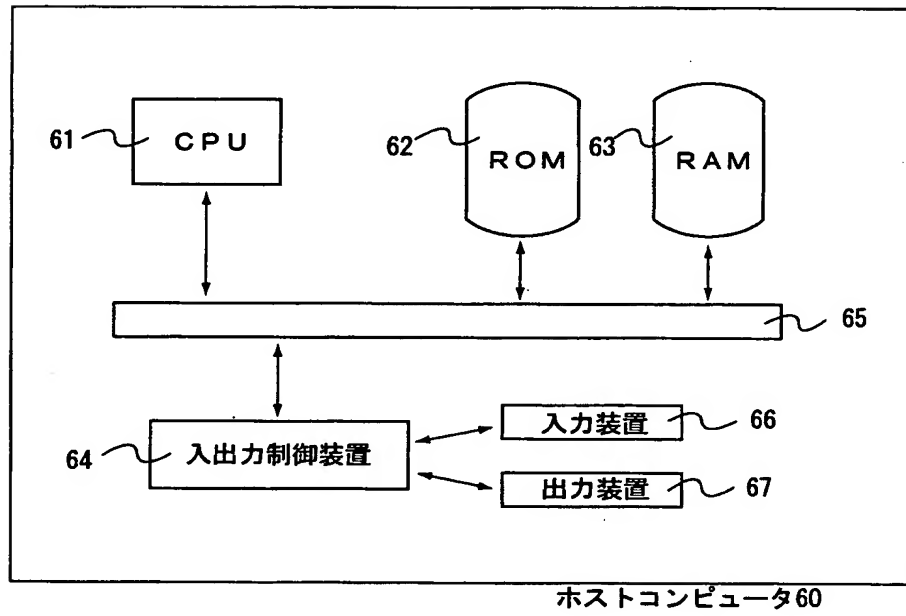 61
CPU
62
ROM
63
RAM
65
64
入出力制御装置
入力装置
66
出力装置
67
ホストコンピュータ60